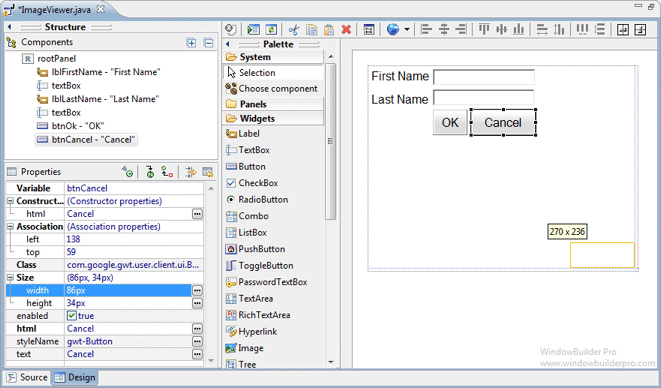 *ImageViewer.java
Structure
Components
rootPanel
lblFirstName - "First Name"
textBox
lblLastName - "Last Name"
textBox
btnOk - "OK"
btnCancel - "Cancel"
Properties
Variable btnCancel
Construct... (Constructor properties)
html Cancel
Association (Association properties)
left 138
top 59
Class com.google.gwt.user.client.ui.B...
Size (86px, 34px)
width 86px
height 34px
enabled true
html Cancel
styleName gwt-Button
text Cancel
Source Design
Palette
System
Selection
Choose component
Panels
Widgets
Label
TextBox
Button
CheckBox
RadioButton
Combo
ListBox
PushButton
ToggleButton
PasswordTextBox
TextArea
RichTextArea
Hyperlink
Image
Tree
First Name
Last Name
OK Cancel
270 x 236
WindowBuilder Pro
www.windowbuilderpro.com